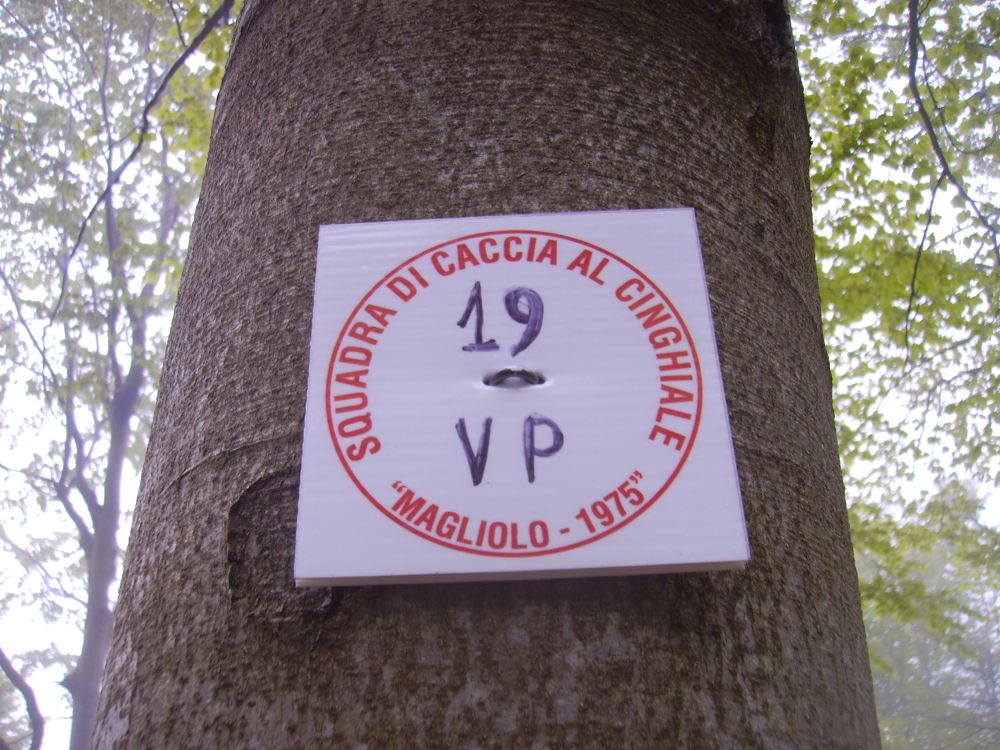 SQUADRA DI CACCIA AL CINGHIALE
19
VP
"MAGLIOLO - 1975"